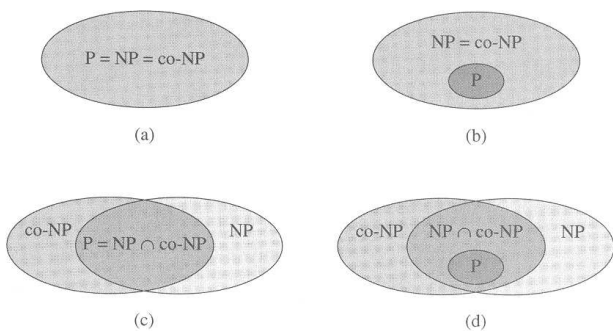 P = NP = co-NP
(a)
NP = co-NP
P
(b)
co-NP
P = NP ∩ co-NP
NP
(c)
co-NP
NP ∩ co-NP
NP
P
(d)